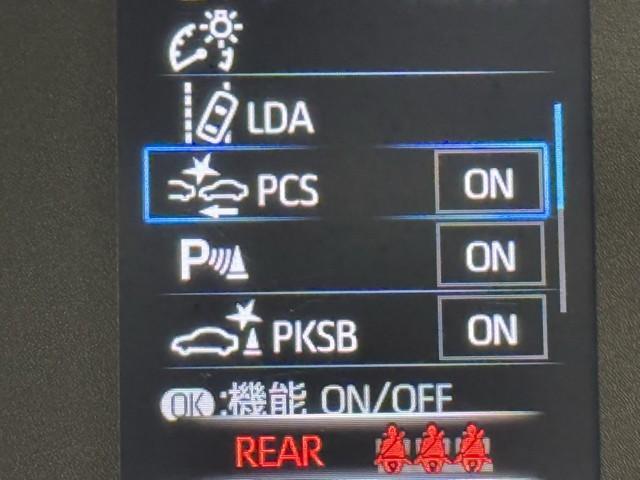 LDA
PCS ON
P ON
PKSB ON
OK:機能 ON/OFF
REAR